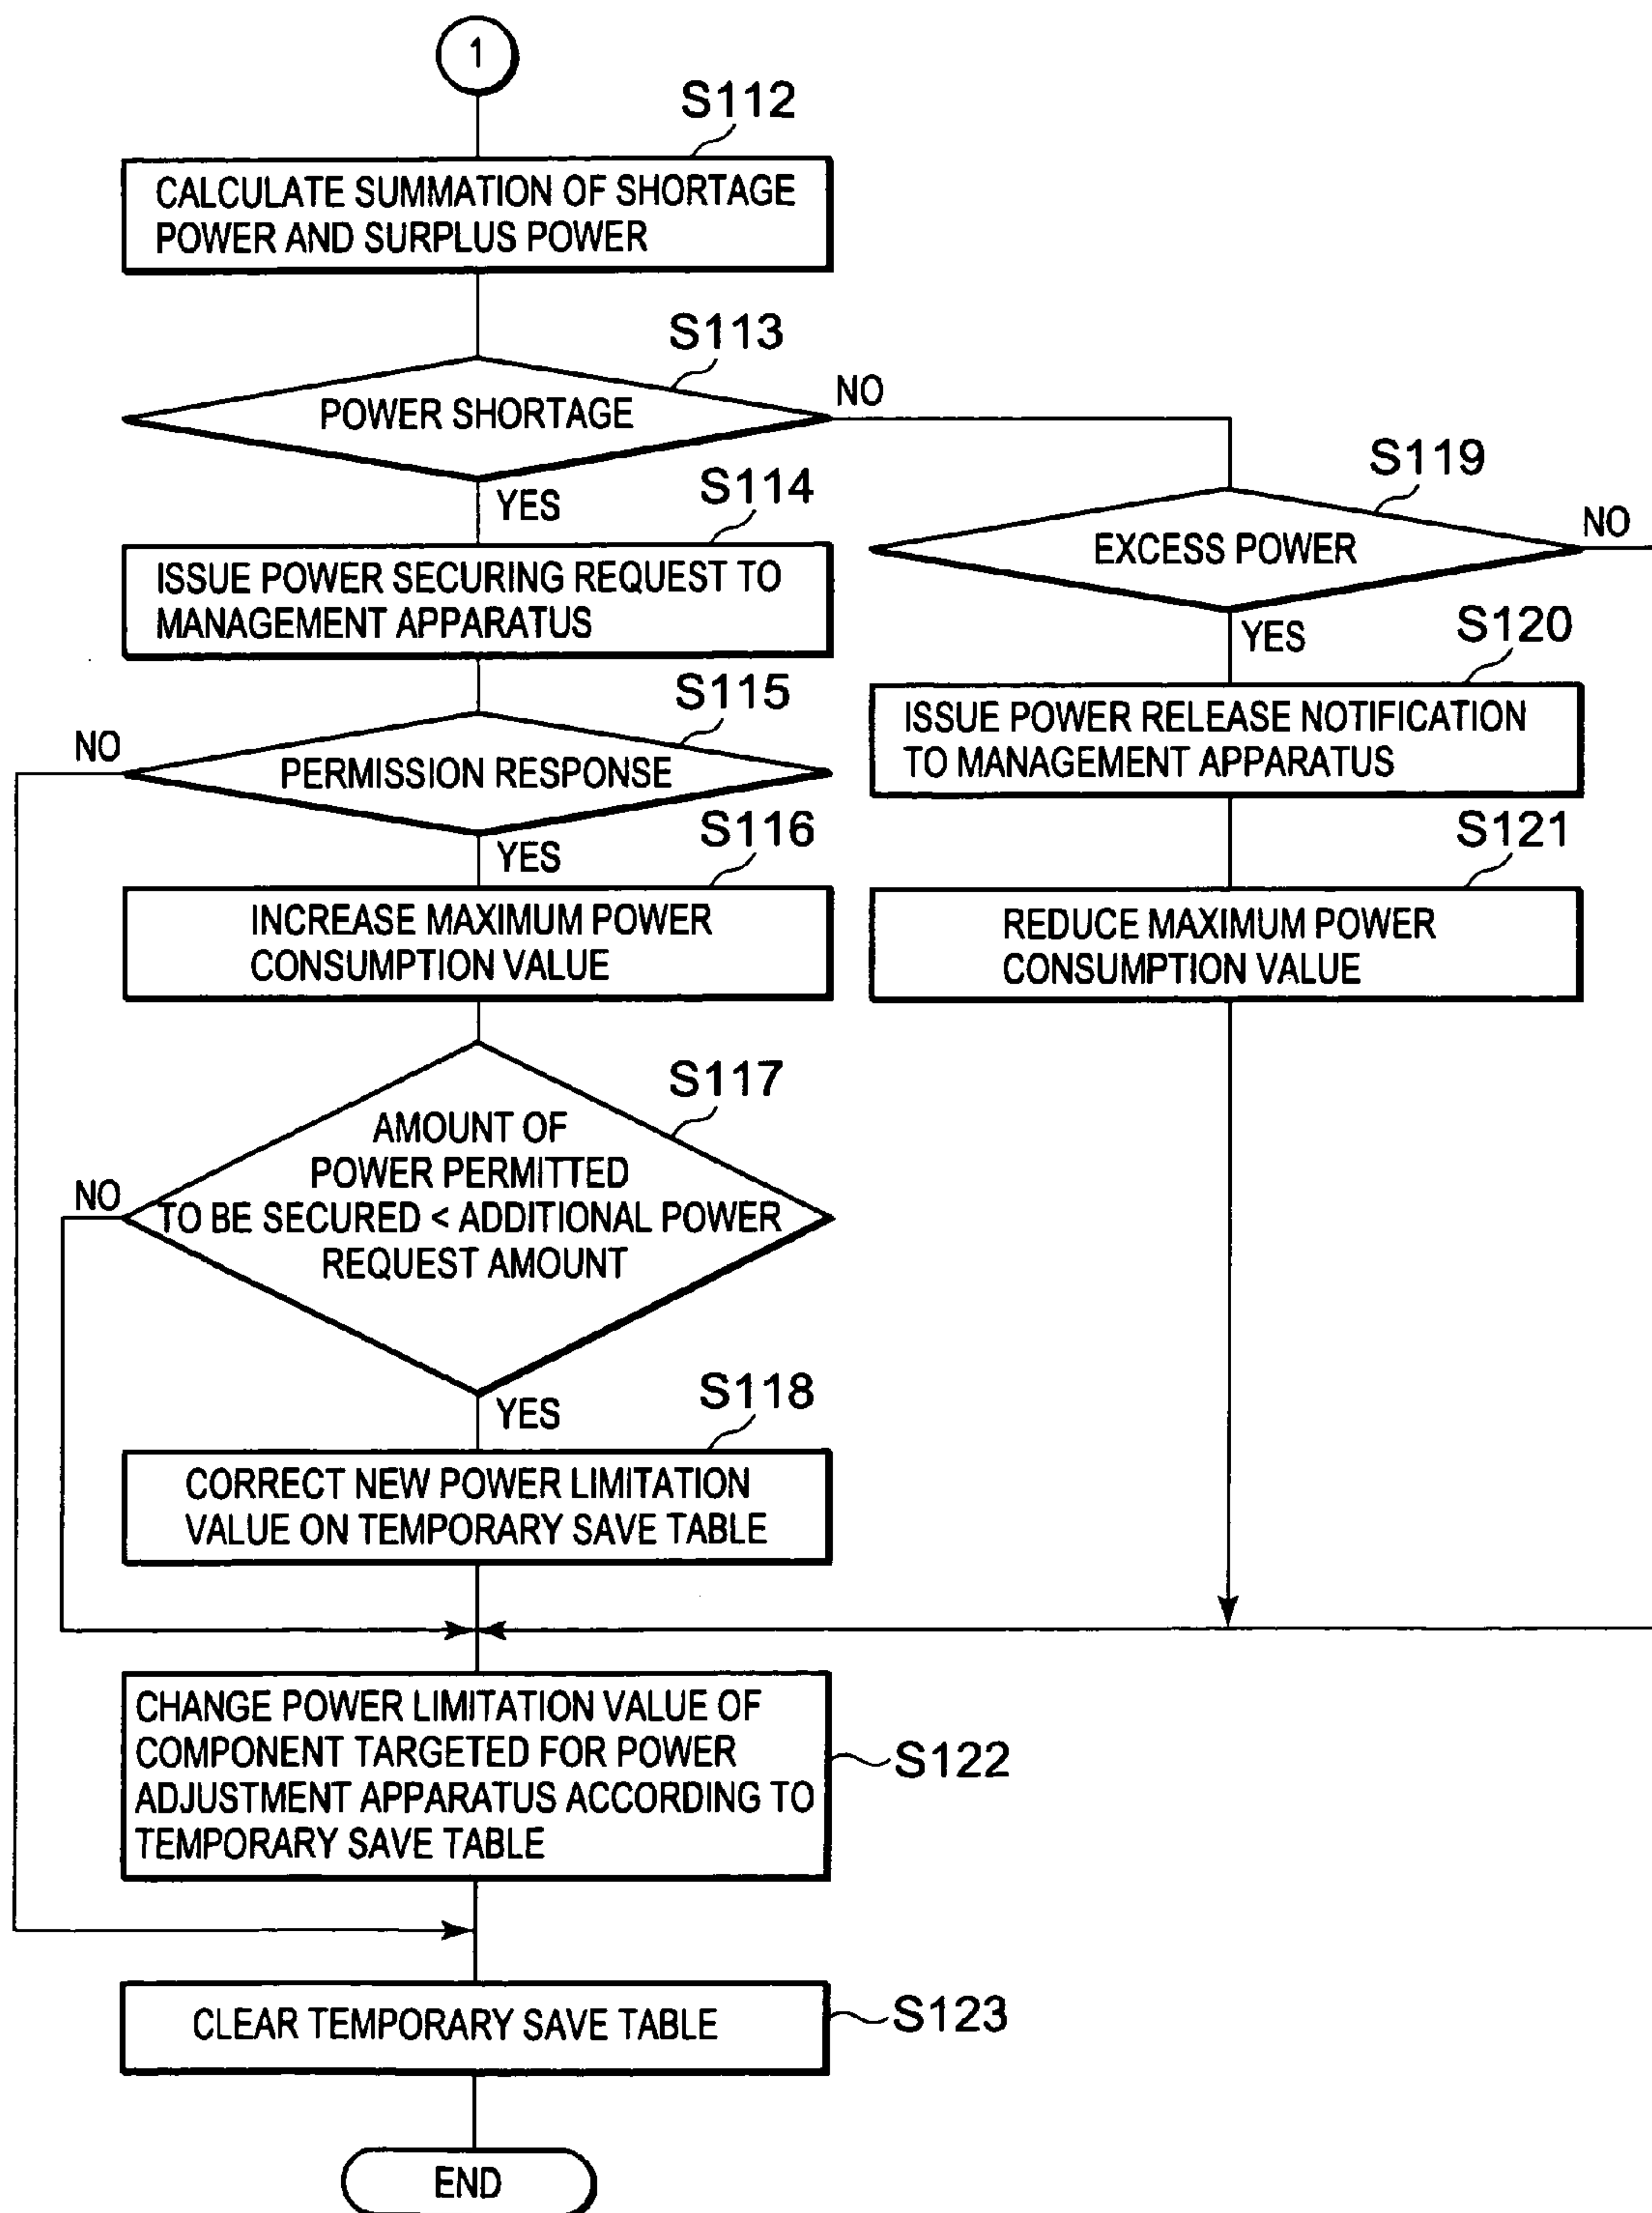 1
S112
CALCULATE SUMMATION OF SHORTAGE
POWER AND SURPLUS POWER
S113
POWER SHORTAGE
NO
YES
S114
ISSUE POWER SECURING REQUEST TO
MANAGEMENT APPARATUS
S115
NO
PERMISSION RESPONSE
YES
S116
INCREASE MAXIMUM POWER
CONSUMPTION VALUE
S117
AMOUNT OF
POWER PERMITTED
TO BE SECURED < ADDITIONAL POWER
REQUEST AMOUNT
NO
YES
S118
CORRECT NEW POWER LIMITATION
VALUE ON TEMPORARY SAVE TABLE
S119
EXCESS POWER
NO
YES
S120
ISSUE POWER RELEASE NOTIFICATION
TO MANAGEMENT APPARATUS
S121
REDUCE MAXIMUM POWER
CONSUMPTION VALUE
CHANGE POWER LIMITATION VALUE OF
COMPONENT TARGETED FOR POWER
ADJUSTMENT APPARATUS ACCORDING TO
TEMPORARY SAVE TABLE
S122
CLEAR TEMPORARY SAVE TABLE
S123
END